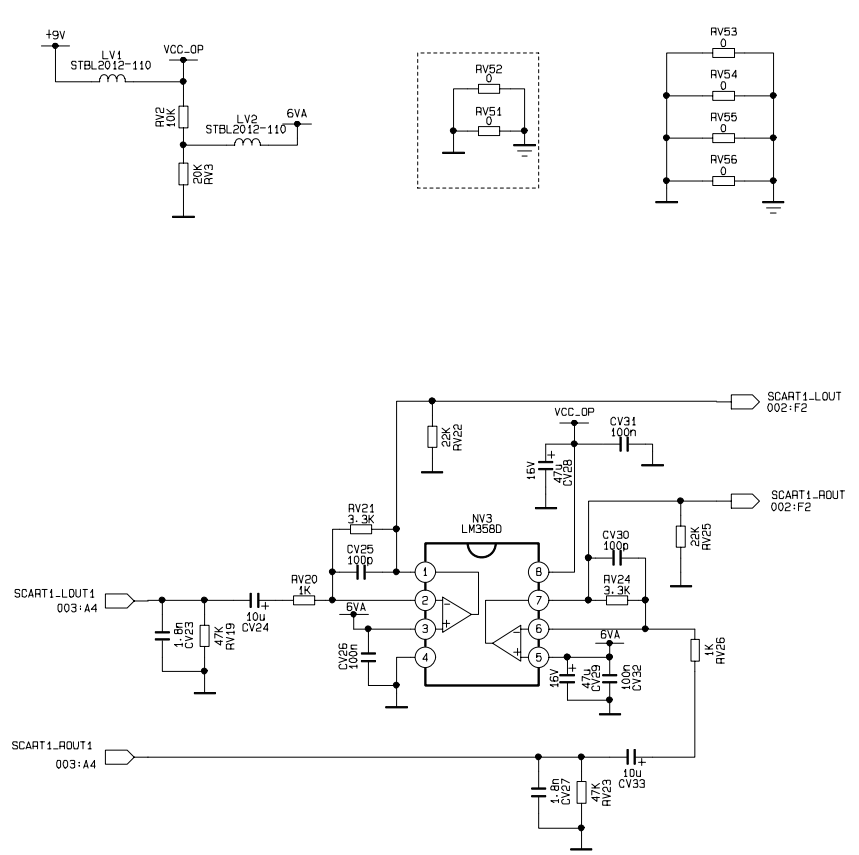 +9V
LV1
STBL2012-110
VCC_OP
RV2
10K
LV2
STBL2012-110
6VA
20K
RV3
RV52
0
RV51
0
RV53
0
RV54
0
RV55
0
RV56
0
SCART1_LOUT
002:F2
22K
RV22
VCC_OP
CV31
100n
16V
47u
CV28
+
SCART1_ROUT
002:F2
22K
RV25
RV21
3.3K
CV25
100p
NV3
LM358D
CV30
100p
RV24
3.3K
1
2
3
4
8
7
6
5
SCART1_LOUT1
003:A4
1.8n
CV23
47K
RV19
10u
CV24
+
RV20
1K
6VA
CV26
100n
6VA
16V
47u
CV29
+
100n
CV32
1K
RV26
SCART1_ROUT1
003:A4
1.8n
CV27
47K
RV23
10u
CV33
+